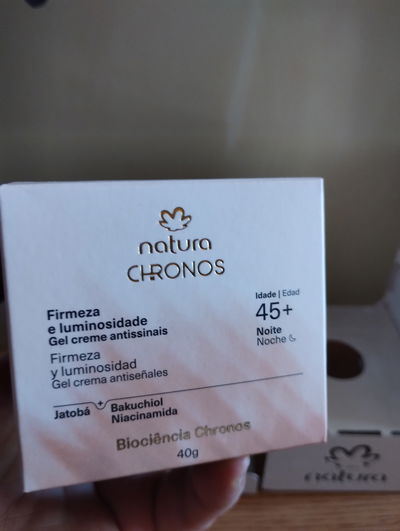 natura
CHRONOS
Firmeza
e luminosidade
Gel creme antissinais
Firmeza
y luminosidad
Gel crema antiseñales
Idade | Edad
45+
Noite
Noche
Jatobá + Bakuchiol
Niacinamida
Biociência Chronos
40g
natura